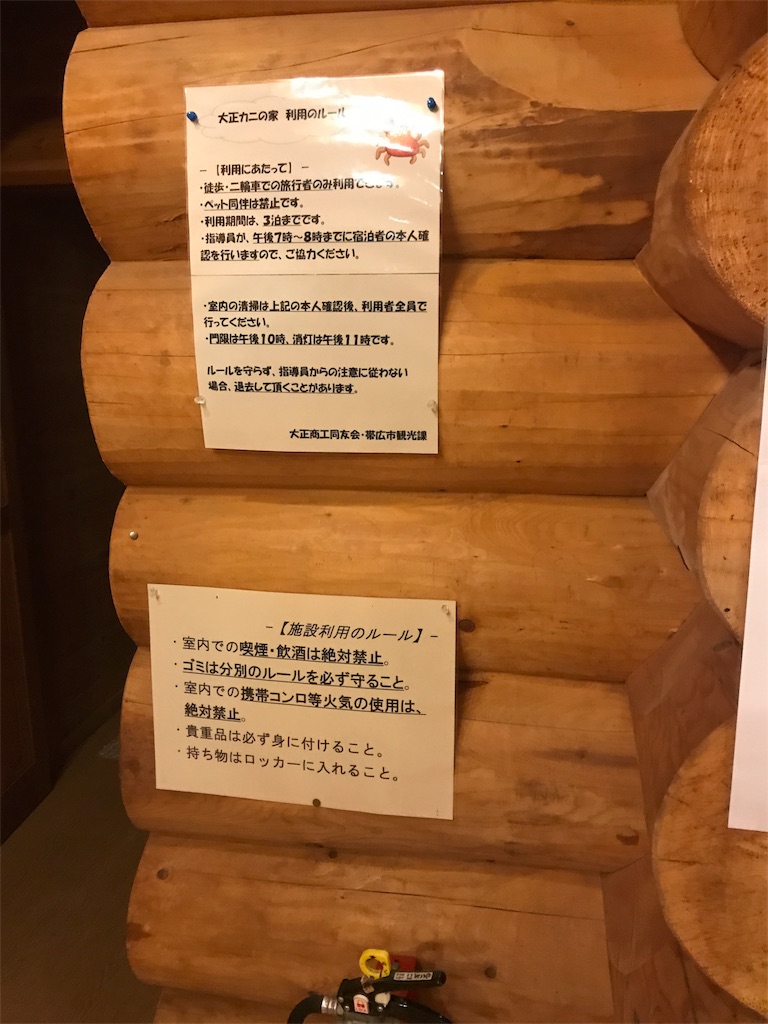 大正カニの家 利用のルール
－【利用にあたって】－
・徒歩・二輪車での旅行者のみ利用で
・ペット同伴は禁止です。
・利用期間は、3泊までです。
・指導員が、午後7時～8時までに宿泊者の本人確
認を行いますので、ご協力ください。
・室内の清掃は上記の本人確認後、利用者全員で
行ってください。
・門限は午後10時、消灯は午後11時です。
ルールを守らず、指導員からの注意に従わない
場合、退去して頂くことがあります。
大正商工同友会・帯広市観光課
－【施設利用のルール】－
・室内での喫煙・飲酒は絶対禁止。
・ゴミは分別のルールを必ず守ること。
・室内での携帯コンロ等火気の使用は、
絶対禁止。
・貴重品は必ず身に付けること。
・持ち物はロッカーに入れること。